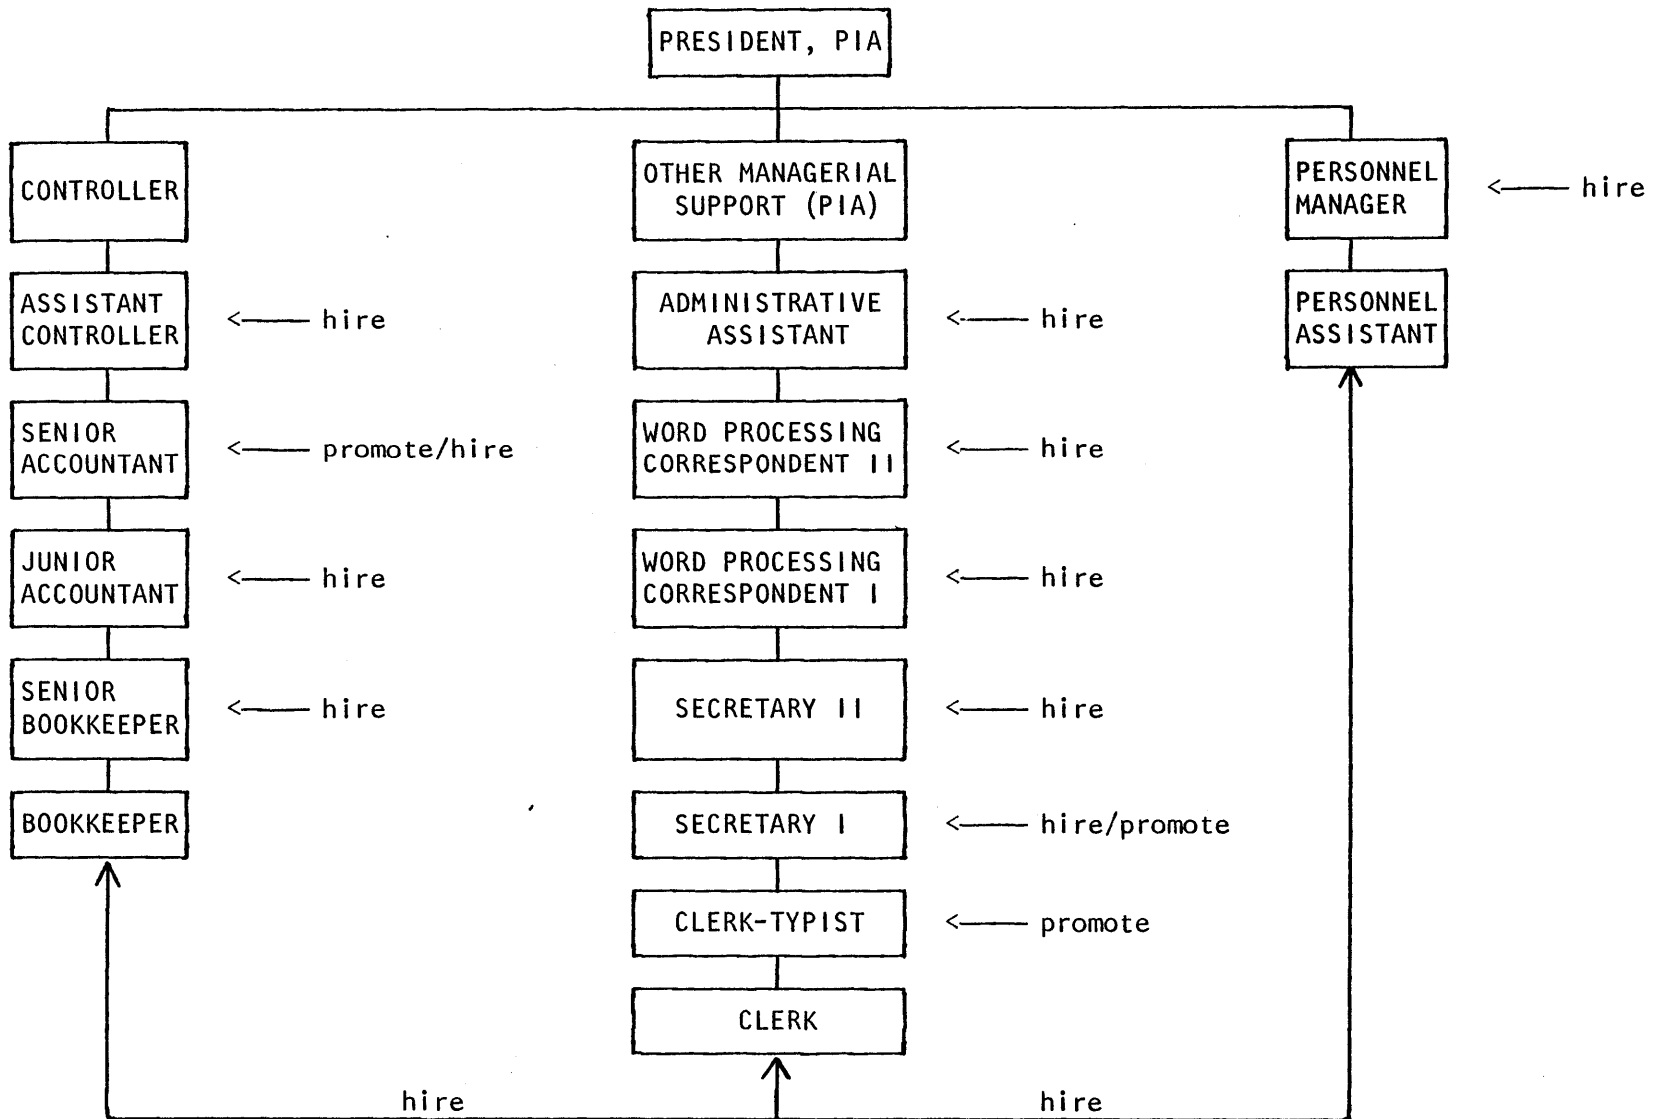 PRESIDENT, PIA
CONTROLLER
OTHER MANAGERIAL
SUPPORT (PIA)
PERSONNEL
MANAGER
<—— hire
ASSISTANT
CONTROLLER
<—— hire
ADMINISTRATIVE
ASSISTANT
<—— hire
PERSONNEL
ASSISTANT
SENIOR
ACCOUNTANT
<—— promote/hire
WORD PROCESSING
CORRESPONDENT II
<—— hire
JUNIOR
ACCOUNTANT
<—— hire
WORD PROCESSING
CORRESPONDENT I
<—— hire
SENIOR
BOOKKEEPER
<—— hire
SECRETARY II
<—— hire
BOOKKEEPER
SECRETARY I
<—— hire/promote
CLERK-TYPIST
<—— promote
CLERK
hire
hire